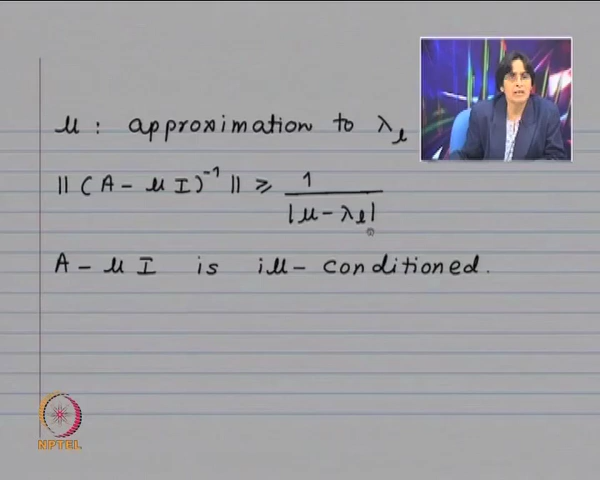 μ : approximation to λ_l
|| (A - μ I)⁻¹ || ≥ 1 / |μ - λ_l|
A - μ I is ill-conditioned.
NPTEL